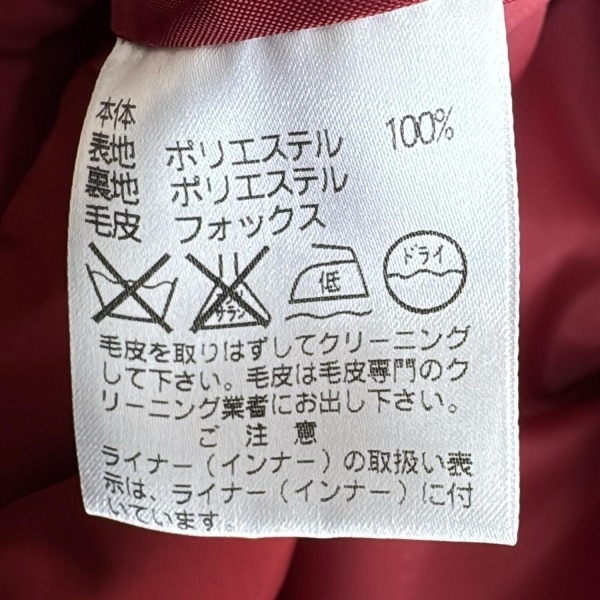 本体
表地 ポリエステル 100%
裏地 ポリエステル
毛皮 フォックス
低
ドライ
サラシ
毛皮を取りはずしてクリーニング
して下さい。毛皮は毛皮専門のク
リーニング業者にお出し下さい。
ご注意
ライナー(インナー)の取扱い表
示は、ライナー(インナー)に付
いています。